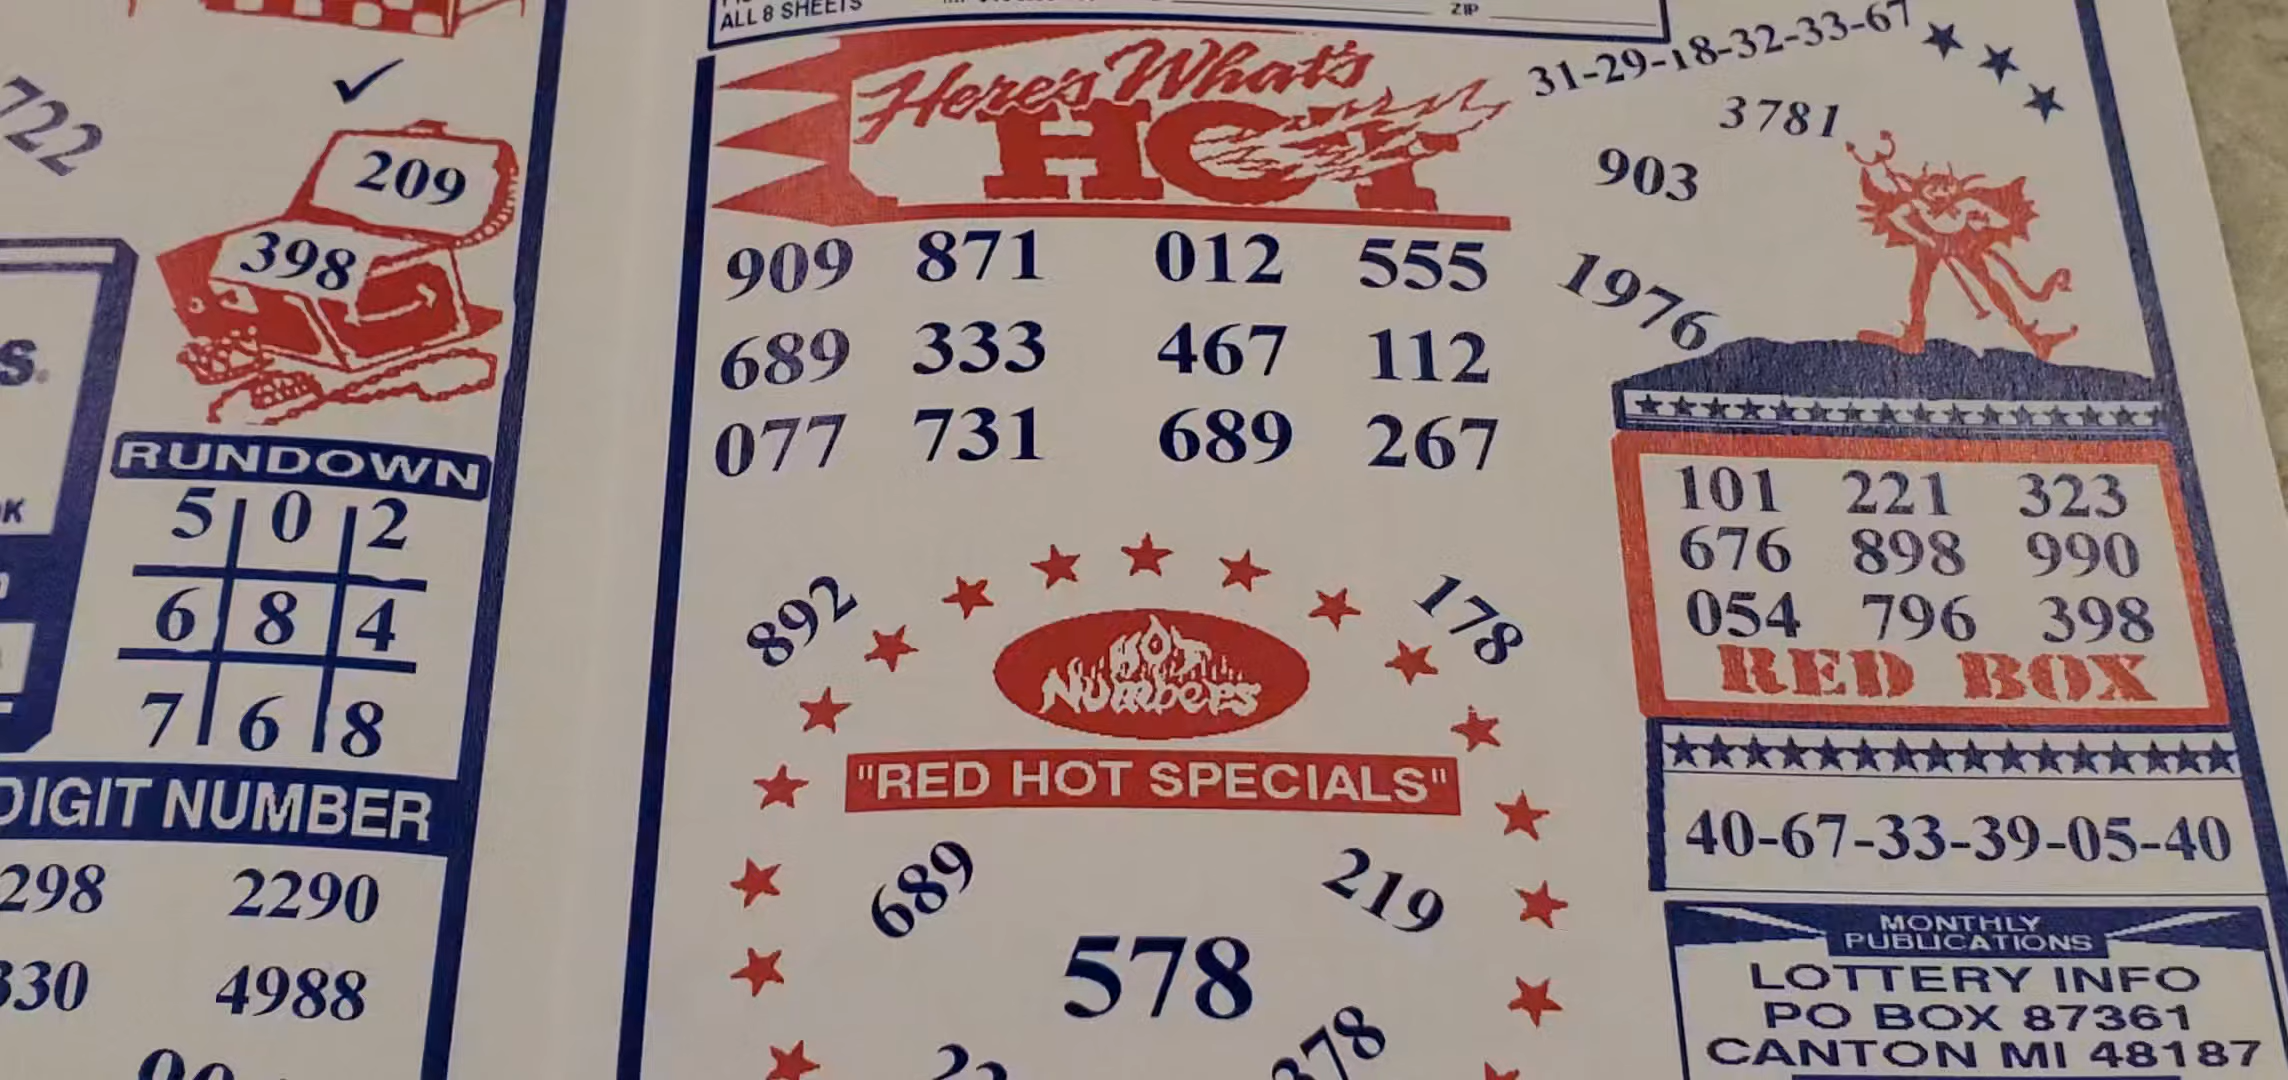 ALL 8 SHEETS
ZIP
722
209
398
RUNDOWN
5 0 2
6 8 4
7 6 8
DIGIT NUMBER
298 2290
330 4988
Here's What's
HOT
909 871 012 555
689 333 467 112
077 731 689 267
892
178
HOT
NUMBERS
"RED HOT SPECIALS"
689
219
578
378
31-29-18-32-33-67
3781
903
1976
101 221 323
676 898 990
054 796 398
RED BOX
40-67-33-39-05-40
MONTHLY
PUBLICATIONS
LOTTERY INFO
PO BOX 87361
CANTON MI 48187